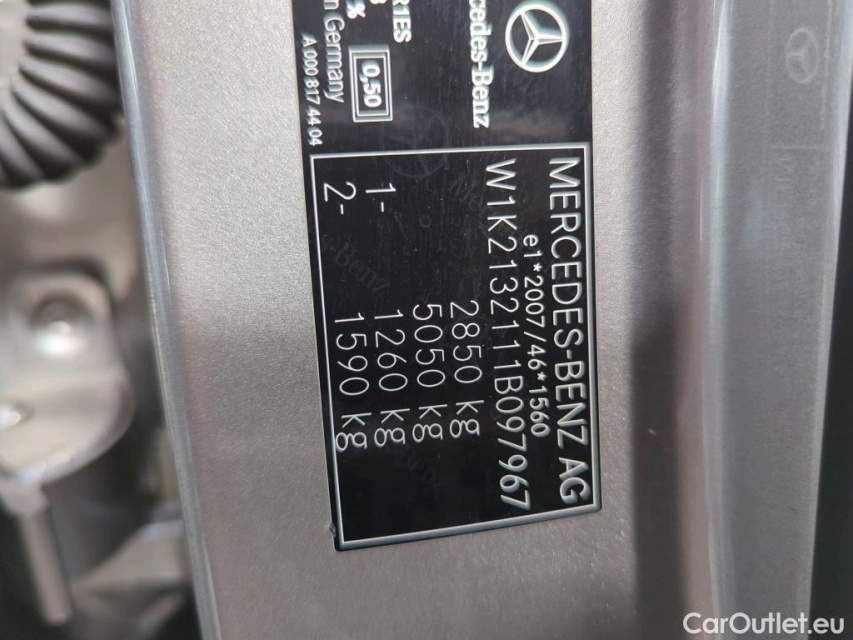 cedes-Benz
RIES
%
0,50
n Germany
A 000 817 44 04
MERCEDES-BENZ AG
e1*2007/46*1560
W1K2132111B097967
2850 kg
5050 kg
1- 1260 kg
2- 1590 kg
CarOutlet.eu